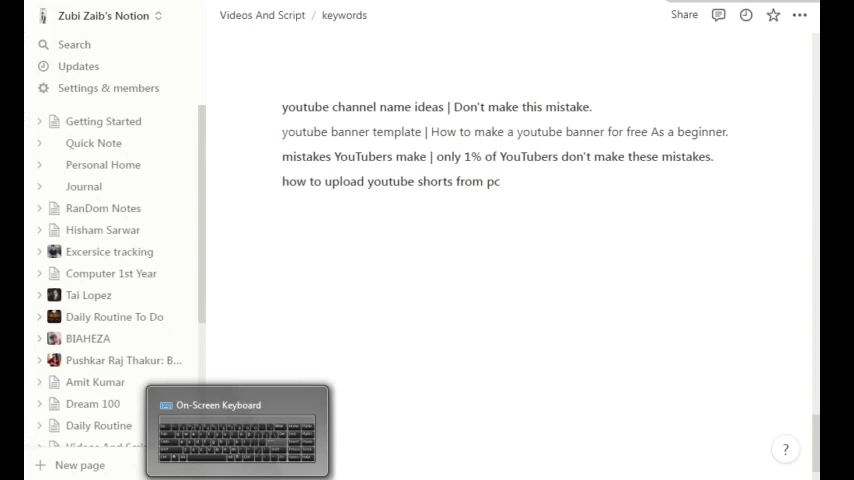 Zubi Zaib's Notion
Videos And Script / keywords
Share
Search
Updates
Settings & members
Getting Started
Quick Note
Personal Home
Journal
RanDom Notes
Hisham Sarwar
Excersice tracking
Computer 1st Year
Tai Lopez
Daily Routine To Do
BIAHEZA
Pushkar Raj Thakur: B...
Amit Kumar
Dream 100
Daily Routine
Videos And Scri
New page
youtube channel name ideas | Don't make this mistake.
youtube banner template | How to make a youtube banner for free As a beginner.
mistakes YouTubers make | only 1% of YouTubers don't make these mistakes.
how to upload youtube shorts from pc
On-Screen Keyboard
?